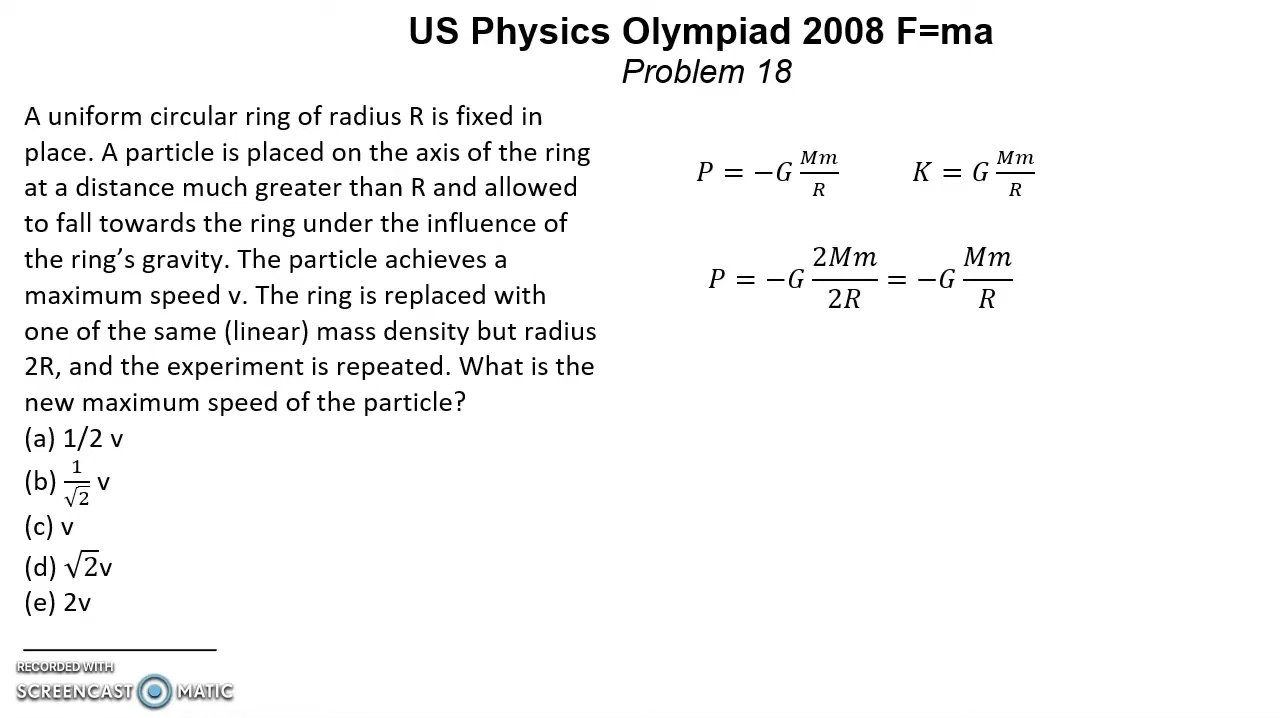 US Physics Olympiad 2008 F=ma
Problem 18
A uniform circular ring of radius R is fixed in
place. A particle is placed on the axis of the ring
at a distance much greater than R and allowed
to fall towards the ring under the influence of
the ring’s gravity. The particle achieves a
maximum speed v. The ring is replaced with
one of the same (linear) mass density but radius
2R, and the experiment is repeated. What is the
new maximum speed of the particle?
(a) 1/2 v
(b) 1/√2 v
(c) v
(d) √2v
(e) 2v
P = −G Mm/R K = G Mm/R
P = −G 2Mm/2R = −G Mm/R
RECORDED WITH
SCREENCAST MATIC